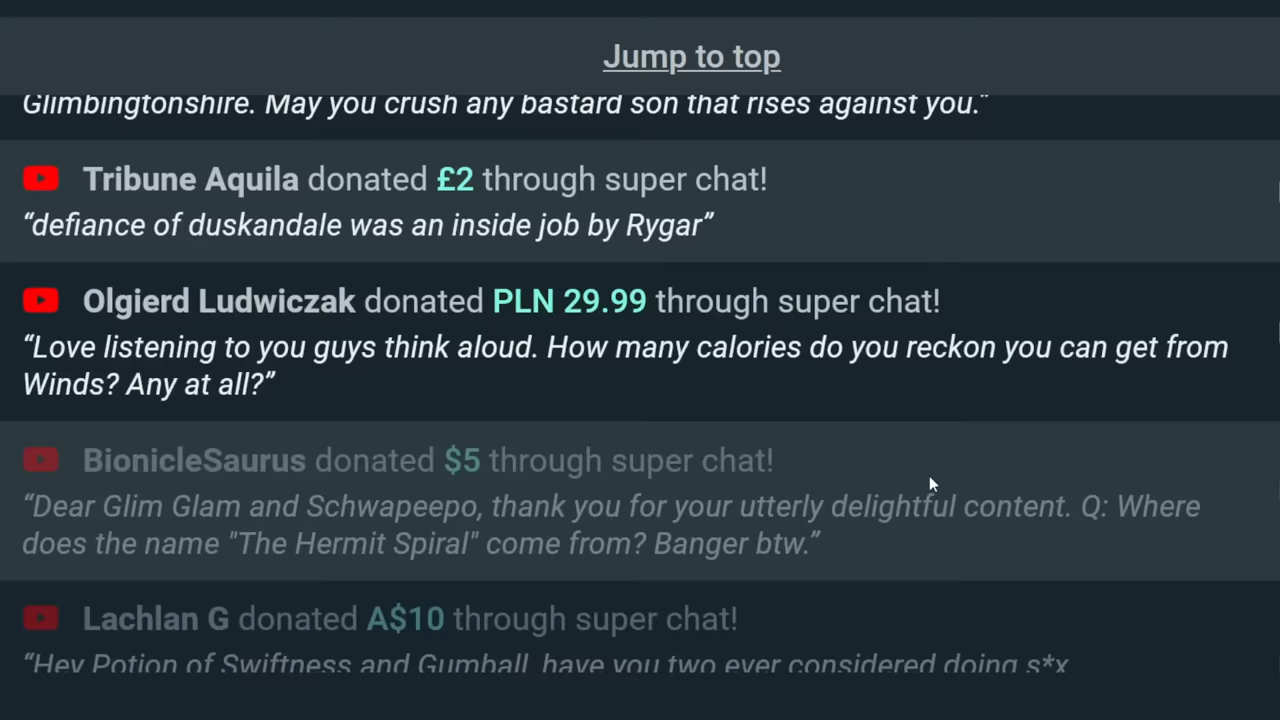 Jump to top
Glimbingtonshire. May you crush any bastard son that rises against you."
Tribune Aquila donated £2 through super chat!
“defiance of duskandale was an inside job by Rygar”
Olgierd Ludwiczak donated PLN 29.99 through super chat!
“Love listening to you guys think aloud. How many calories do you reckon you can get from
Winds? Any at all?”
BionicleSaurus donated $5 through super chat!
“Dear Glim Glam and Schwapeepo, thank you for your utterly delightful content. Q: Where
does the name "The Hermit Spiral" come from? Banger btw.”
Lachlan G donated A$10 through super chat!
“Hey Potion of Swiftness and Gumball, have you two ever considered doing s*x